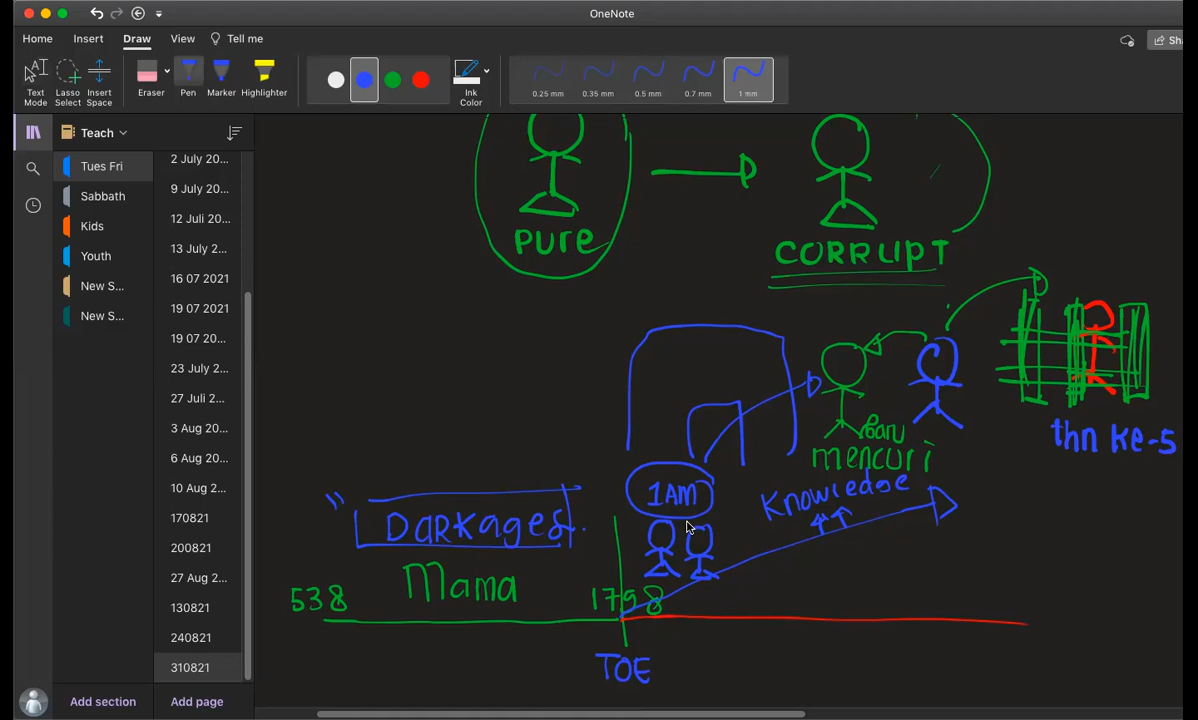 OneNote
Home Insert Draw View Tell me
Sha
Text Mode
Lasso Select
Insert Space
Eraser
Pen
Marker
Highlighter
Ink Color
0.25 mm 0.35 mm 0.5 mm 0.7 mm 1 mm
Teach
Tues Fri
Sabbath
Kids
Youth
New S...
New S...
2 July 20...
9 July 20...
12 Juli 20...
13 July 2...
16 07 2021
19 07 2021
19 07 20...
23 July 2...
27 Juli 2...
3 Aug 20...
6 Aug 20...
10 Aug 2...
170821
200821
27 Aug 2...
130821
240821
310821
Add section
Add page
PURE
CORRUPT
baru
mencuri
thn ke-5
1AM
Knowledge
"DARKAGES"
Mama
538
1798
TOE